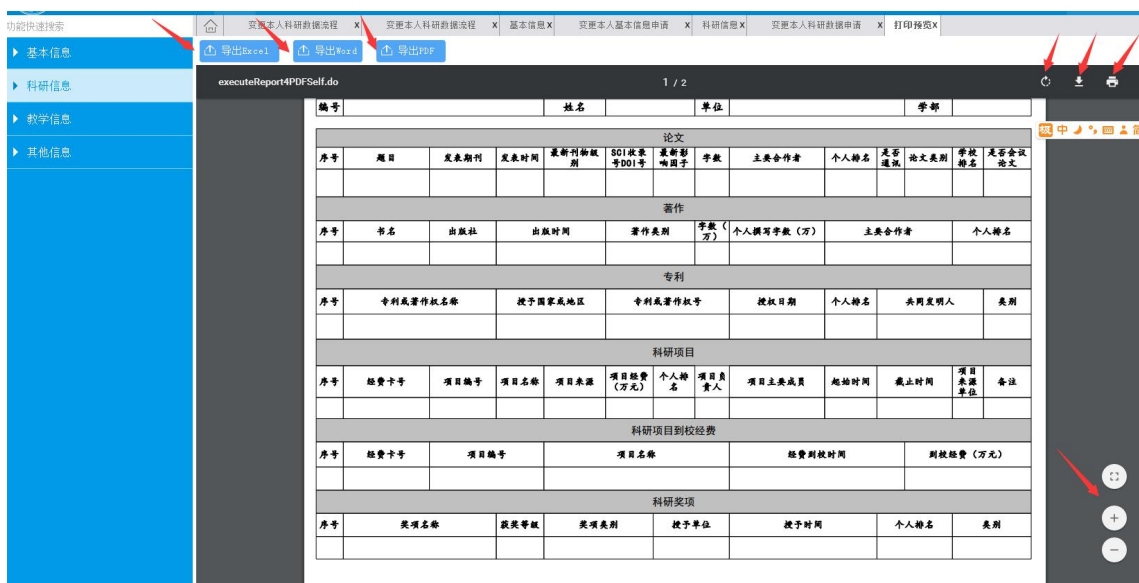 功能快速搜索
变更本人科研数据流程 X 变更本人科研数据流程 X 基本信息X 变更本人基本信息申请 X 科研信息X 变更本人科研数据申请 X 打印预览X
基本信息
科研信息
教学信息
其他信息
导出Excel 导出Word 导出PDF
executeReport4PDFSelf.do 1 / 2
编号 姓名 单位 学部
论文
序号 题目 发表期刊 发表时间 最新刊物级别 SCI收录号DOI号 最新影响因子 字数 主要合作者 个人排名 是否通讯 论文类别 学校排名 是否会议论文
著作
序号 书名 出版社 出版时间 著作类别 字数（万） 个人撰写字数（万） 主要合作者 个人排名
专利
序号 专利或著作权名称 授予国家或地区 专利或著作权号 授权日期 个人排名 共同发明人 类别
科研项目
序号 经费卡号 项目编号 项目名称 项目来源 项目经费（万元） 个人排名 项目负责人 项目主要成员 起始时间 截止时间 项目来源单位 备注
科研项目到校经费
序号 经费卡号 项目编号 项目名称 经费到校时间 到校经费（万元）
科研奖项
序号 奖项名称 获奖等级 奖项类别 授予单位 授予时间 个人排名 类别
中